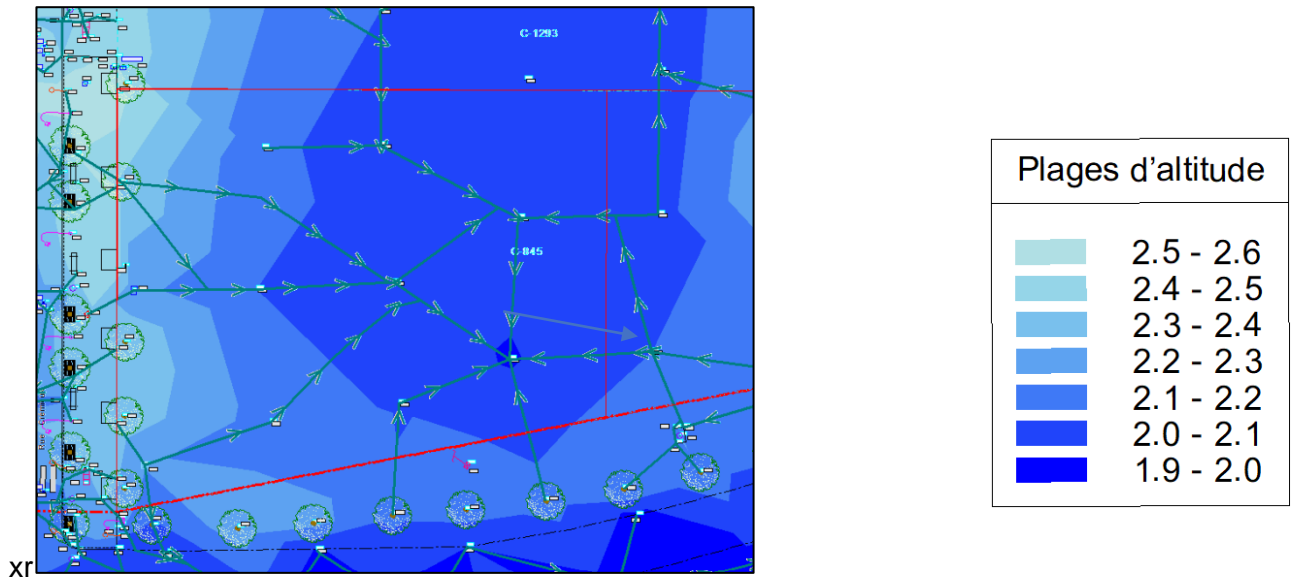 C-1293
C-845
xr
Plages d'altitude
2.5 - 2.6
2.4 - 2.5
2.3 - 2.4
2.2 - 2.3
2.1 - 2.2
2.0 - 2.1
1.9 - 2.0